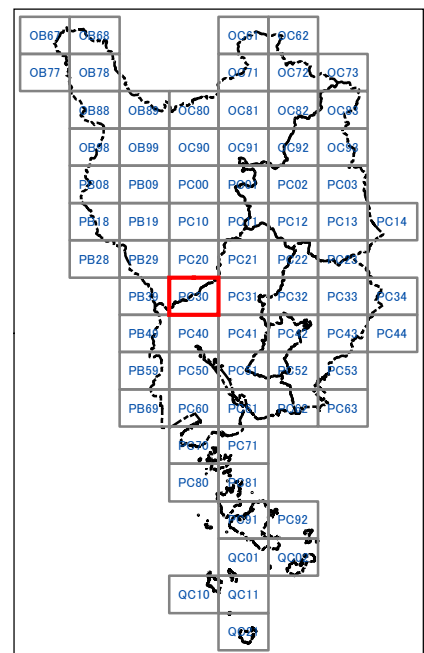 OB67 OB68 OC61 OC62
OB77 OB78 OC71 OC72 OC73
OB88 OB89 OC80 OC81 OC82 OC83
OB98 OB99 OC90 OC91 OC92 OC93
PB08 PB09 PC00 PC01 PC02 PC03
PB18 PB19 PC10 PC11 PC12 PC13 PC14
PB28 PB29 PC20 PC21 PC22 PC23
PB39 PC30 PC31 PC32 PC33 PC34
PB49 PC40 PC41 PC42 PC43 PC44
PB59 PC50 PC51 PC52 PC53
PB69 PC60 PC61 PC62 PC63
PC70 PC71
PC80 PC81
PC91 PC92
QC01 QC02
QC10 QC11
QC21